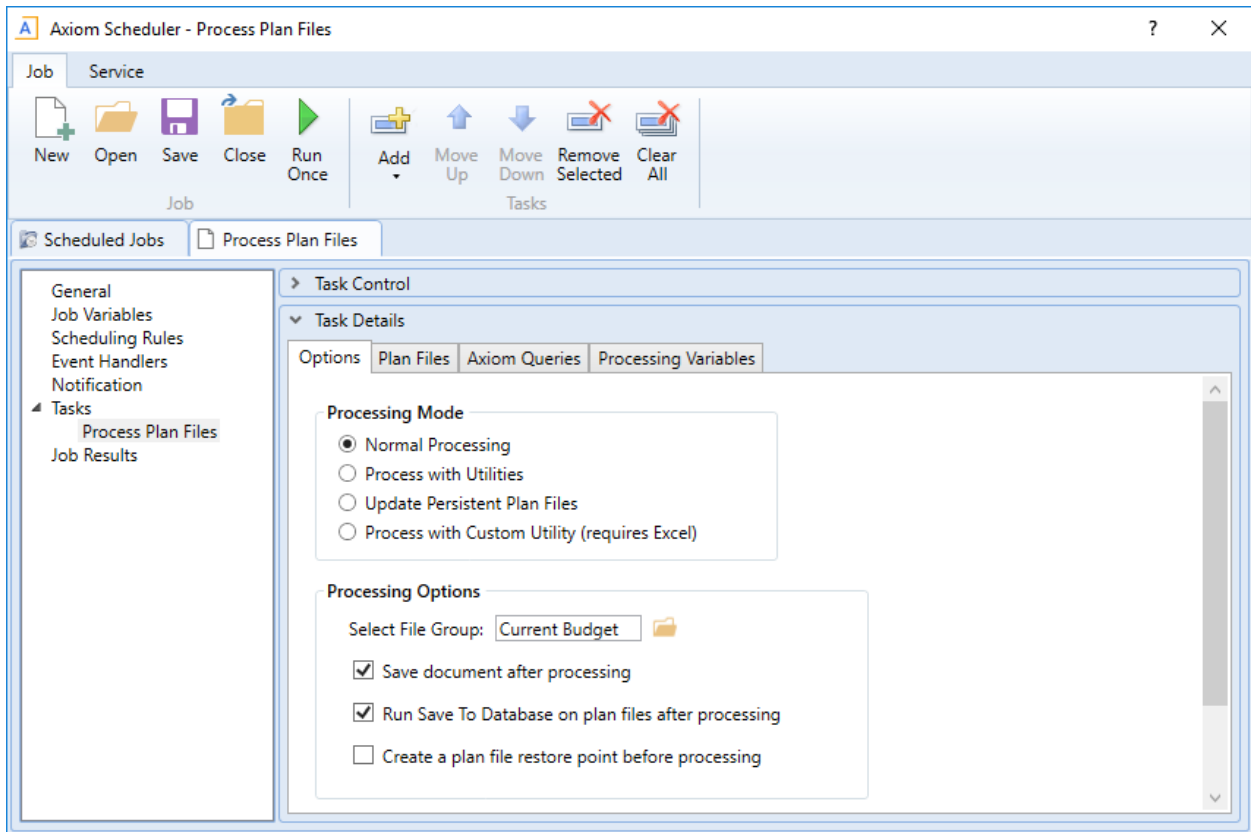 A Axiom Scheduler - Process Plan Files ?
Job Service
New Open Save Close Run Once Add Move Up Move Down Remove Selected Clear All
Job Tasks
Scheduled Jobs Process Plan Files
General
Job Variables
Scheduling Rules
Event Handlers
Notification
Tasks
Process Plan Files
Job Results
Task Control
Task Details
Options Plan Files Axiom Queries Processing Variables
Processing Mode
Normal Processing
Process with Utilities
Update Persistent Plan Files
Process with Custom Utility (requires Excel)
Processing Options
Select File Group: Current Budget
Save document after processing
Run Save To Database on plan files after processing
Create a plan file restore point before processing